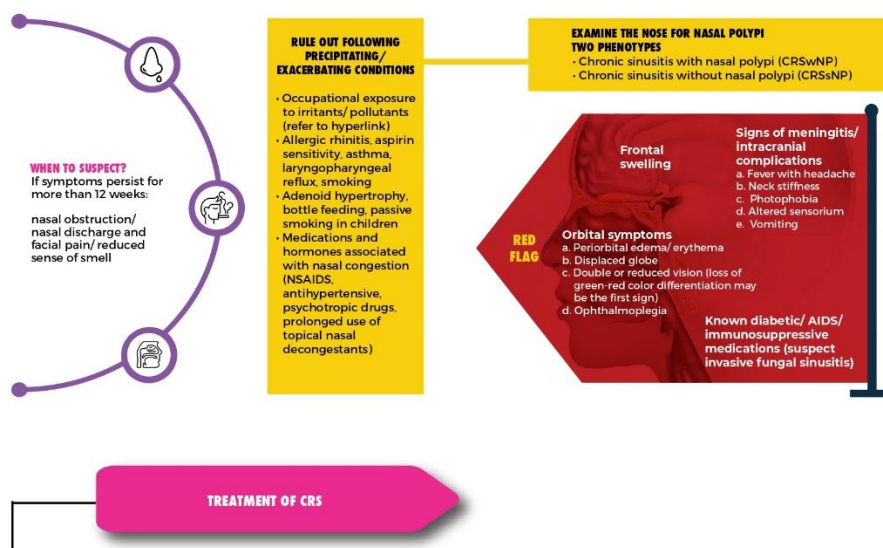 WHEN TO SUSPECT?
If symptoms persist for
more than 12 weeks:
nasal obstruction/
nasal discharge and
facial pain/ reduced
sense of smell
RULE OUT FOLLOWING
PRECIPITATING/
EXACERBATING CONDITIONS
• Occupational exposure
to irritants/ pollutants
(refer to hyperlink)
• Allergic rhinitis, aspirin
sensitivity, asthma,
laryngopharyngeal
reflux, smoking
• Adenoid hypertrophy,
bottle feeding, passive
smoking in children
• Medications and
hormones associated
with nasal congestion
(NSAIDS,
antihypertensive,
psychotropic drugs,
prolonged use of
topical nasal
decongestants)
EXAMINE THE NOSE FOR NASAL POLYPI
TWO PHENOTYPES
• Chronic sinusitis with nasal polypi (CRSwNP)
• Chronic sinusitis without nasal polypi (CRSsNP)
RED
FLAG
Frontal
swelling
Signs of meningitis/
intracranial
complications
a. Fever with headache
b. Neck stiffness
c. Photophobia
d. Altered sensorium
e. Vomiting
Orbital symptoms
a. Periorbital edema/ erythema
b. Displaced globe
c. Double or reduced vision (loss of
green-red color differentiation may
be the first sign)
d. Ophthalmoplegia
Known diabetic/ AIDS/
immunosuppressive
medications (suspect
invasive fungal sinusitis)
TREATMENT OF CRS